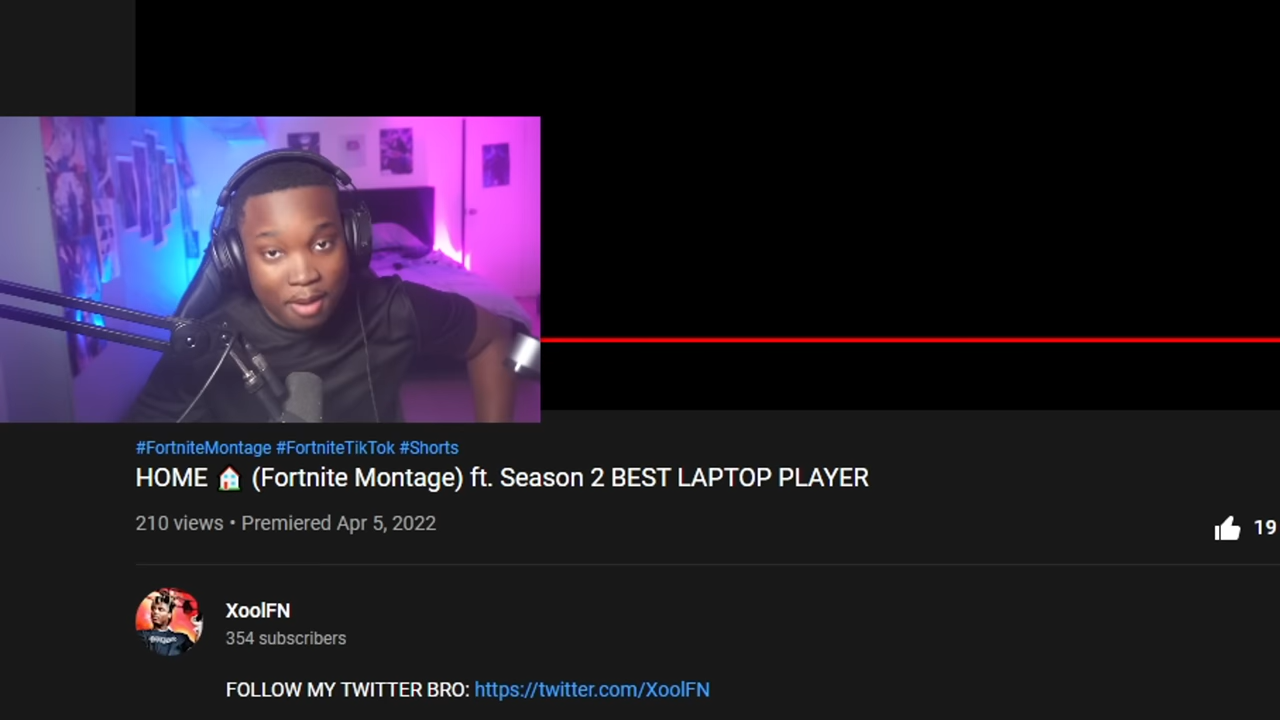 #FortniteMontage #FortniteTikTok #Shorts
HOME 🏠 (Fortnite Montage) ft. Season 2 BEST LAPTOP PLAYER
210 views • Premiered Apr 5, 2022
19
XoolFN
354 subscribers
FOLLOW MY TWITTER BRO: https://twitter.com/XoolFN